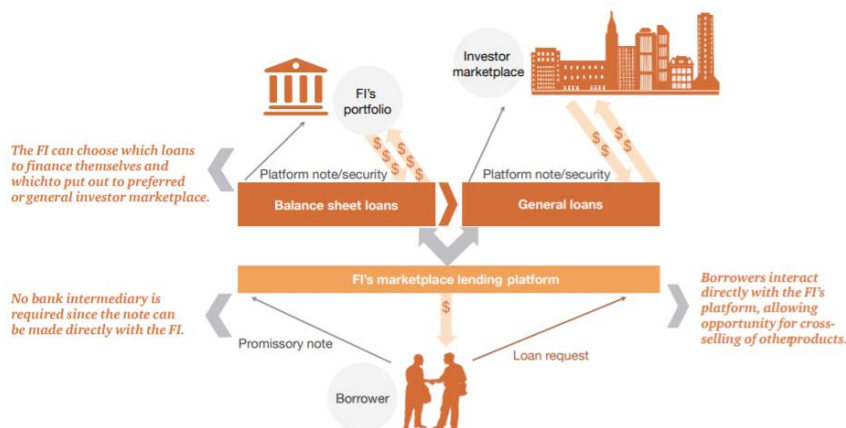 Investor
marketplace
FI's
portfolio
$ $ $ $ $ $
$ $ $ $
The FI can choose which loans
to finance themselves and
whichto put out to preferred
or general investor marketplace.
Platform note/security
Platform note/security
Balance sheet loans
General loans
FI's marketplace lending platform
No bank intermediary is
required since the note can
be made directly with the FI.
$
Borrowers interact
directly with the FI's
platform, allowing
opportunity for cross-
selling of otherproducts.
Promissory note
Loan request
Borrower